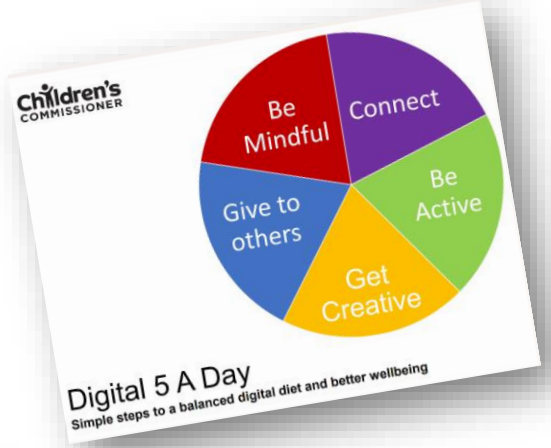 Children's
COMMISSIONER
Be
Mindful
Connect
Be
Active
Give to
others
Get
Creative
Digital 5 A Day
Simple steps to a balanced digital diet and better wellbeing